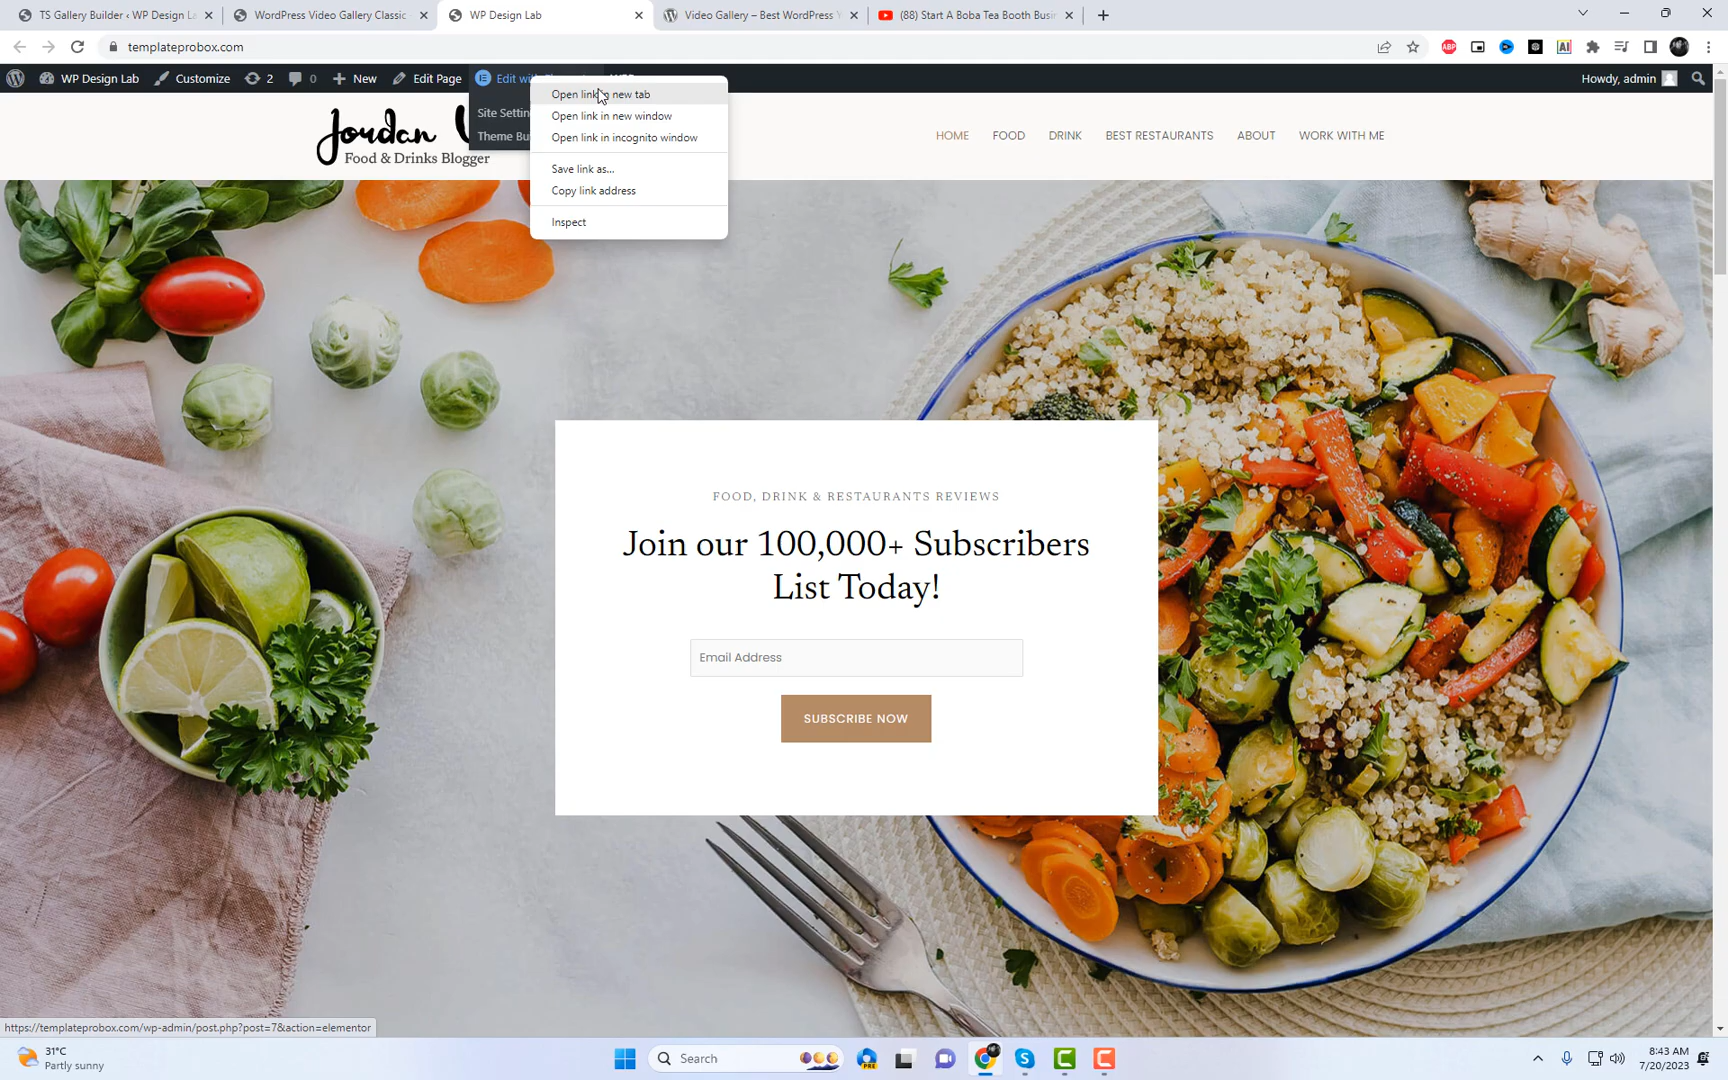 TS Gallery Builder ‹ WP Design La
WordPress Video Gallery Classic
WP Design Lab
Video Gallery – Best WordPress Y
(88) Start A Boba Tea Booth Busi
templateprobox.com
WP Design Lab
Customize
2
0
New
Edit Page
Edit with
Howdy, admin
Site Settin
Theme Bu
Open link in new tab
Open link in new window
Open link in incognito window
Save link as...
Copy link address
Inspect
Jordan
Food & Drinks Blogger
HOME
FOOD
DRINK
BEST RESTAURANTS
ABOUT
WORK WITH ME
FOOD, DRINK & RESTAURANTS REVIEWS
Join our 100,000+ Subscribers
List Today!
Email Address
SUBSCRIBE NOW
https://templateprobox.com/wp-admin/post.php?post=7&action=elementor
31°C
Partly sunny
Search
PRE
8:43 AM
7/20/2023